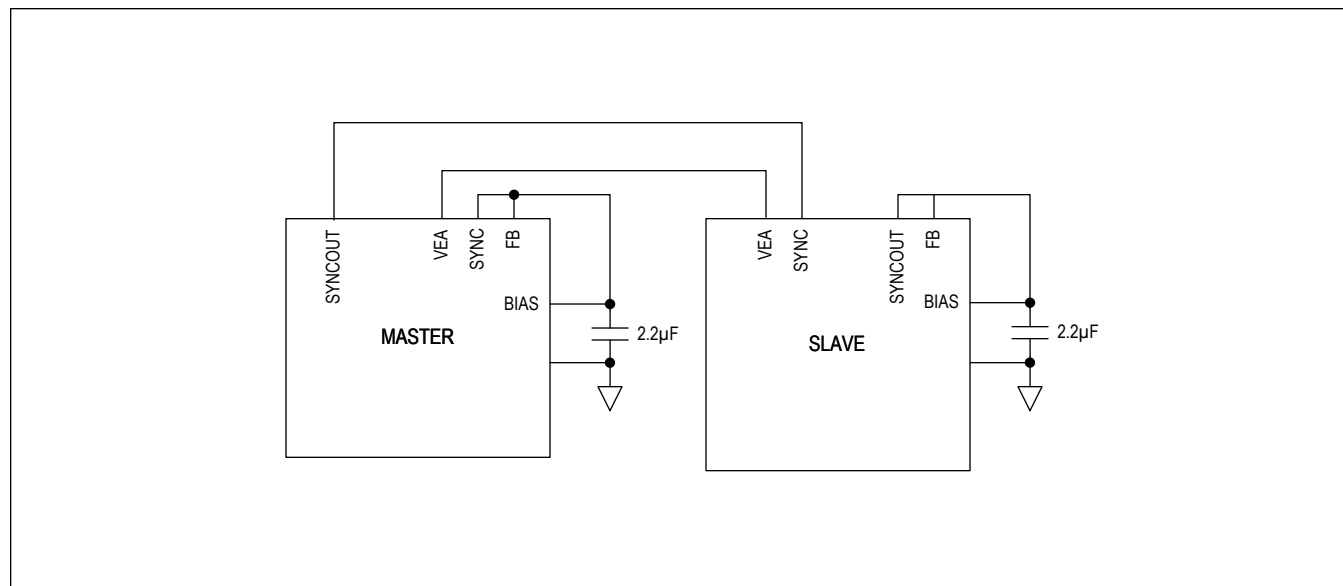 SYNCOUT
VEA
SYNC
FB
BIAS
MASTER
2.2µF
VEA
SYNC
SYNCOUT
FB
BIAS
SLAVE
2.2µF